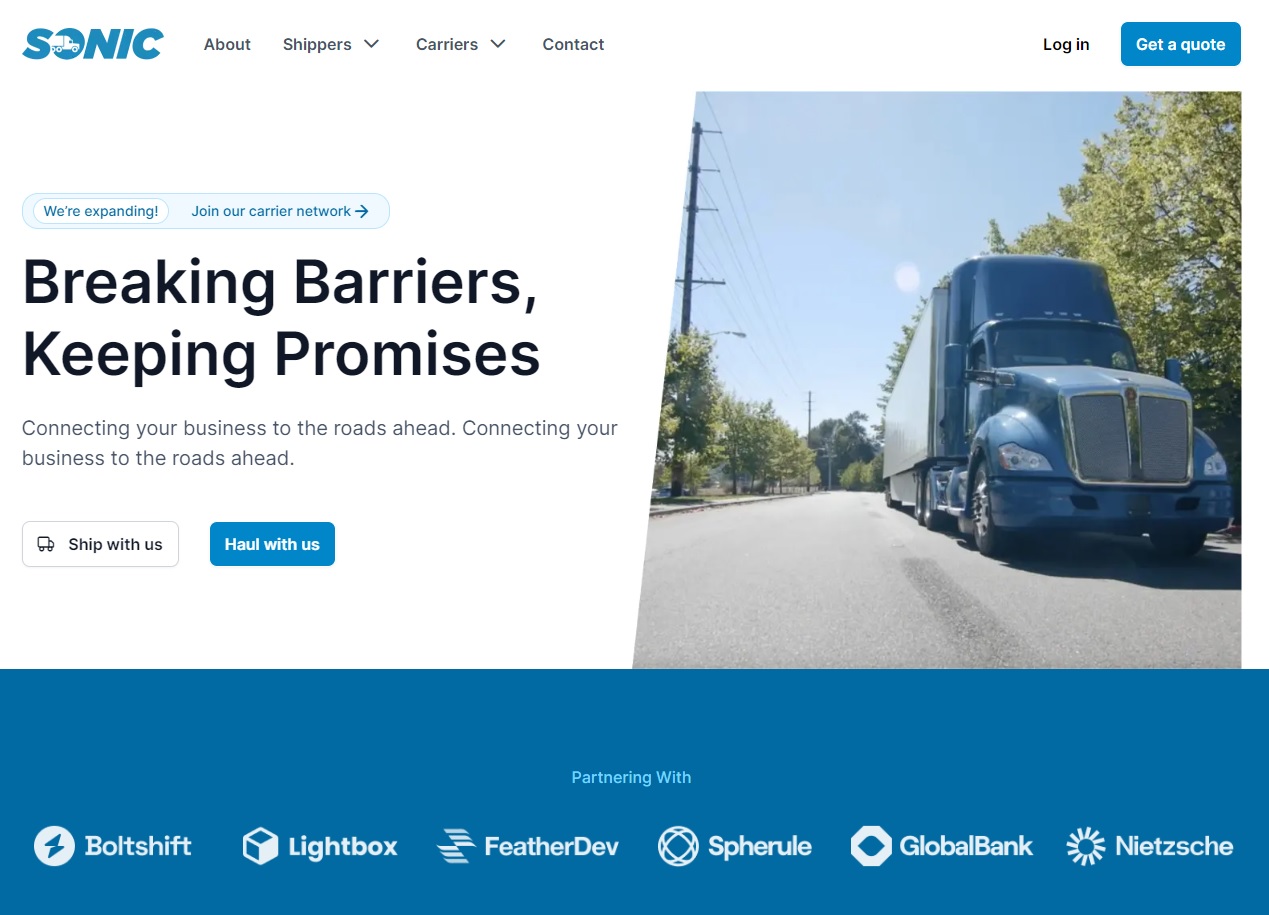 SONIC
About
Shippers
Carriers
Contact
Log in
Get a quote
We're expanding!
Join our carrier network
Breaking Barriers,
Keeping Promises
Connecting your business to the roads ahead. Connecting your
business to the roads ahead.
Ship with us
Haul with us
Partnering With
Boltshift
Lightbox
FeatherDev
Spherule
GlobalBank
Nietzsche